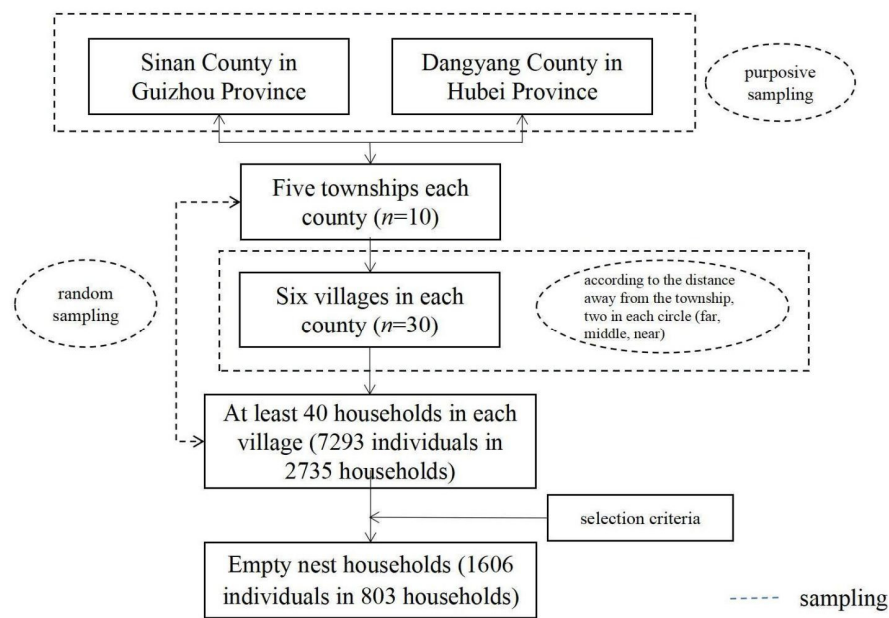 Sinan County in
Guizhou Province
Dangyang County in
Hubei Province
purposive
sampling
Five townships each
county (n=10)
random
sampling
Six villages in each
county (n=30)
according to the distance
away from the township,
two in each circle (far,
middle, near)
At least 40 households in each
village (7293 individuals in
2735 households)
selection criteria
Empty nest households (1606
individuals in 803 households)
sampling